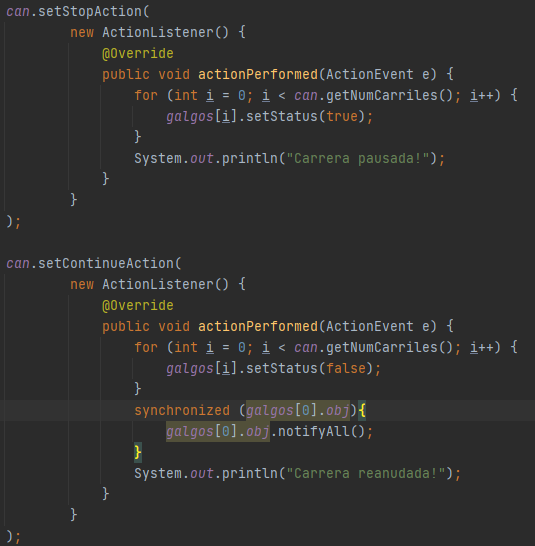 can.setStopAction(
new ActionListener() {
@Override
public void actionPerformed(ActionEvent e) {
for (int i = 0; i < can.getNumCarriles(); i++) {
galgos[i].setStatus(true);
}
System.out.println("Carrera pausada!");
}
}
);
can.setContinueAction(
new ActionListener() {
@Override
public void actionPerformed(ActionEvent e) {
for (int i = 0; i < can.getNumCarriles(); i++) {
galgos[i].setStatus(false);
}
synchronized (galgos[0].obj){
galgos[0].obj.notifyAll();
}
System.out.println("Carrera reanudada!");
}
}
);